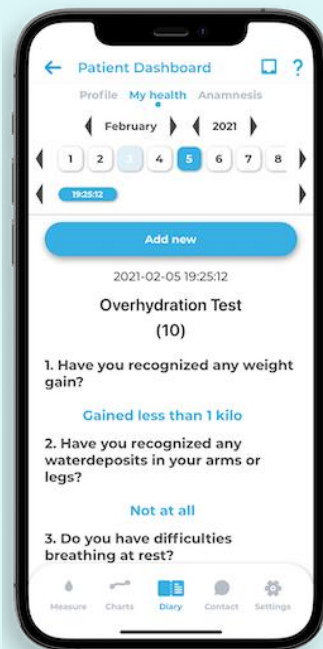 Patient Dashboard ?
Profile My health Anamnesis
February 2021
1 2 3 4 5 6 7 8
19:25:12
Add new
2021-02-05 19:25:12
Overhydration Test
(10)
1. Have you recognized any weight
gain?
Gained less than 1 kilo
2. Have you recognized any
waterdeposits in your arms or
legs?
Not at all
3. Do you have difficulties
breathing at rest?
Measure Charts Diary Contact Settings